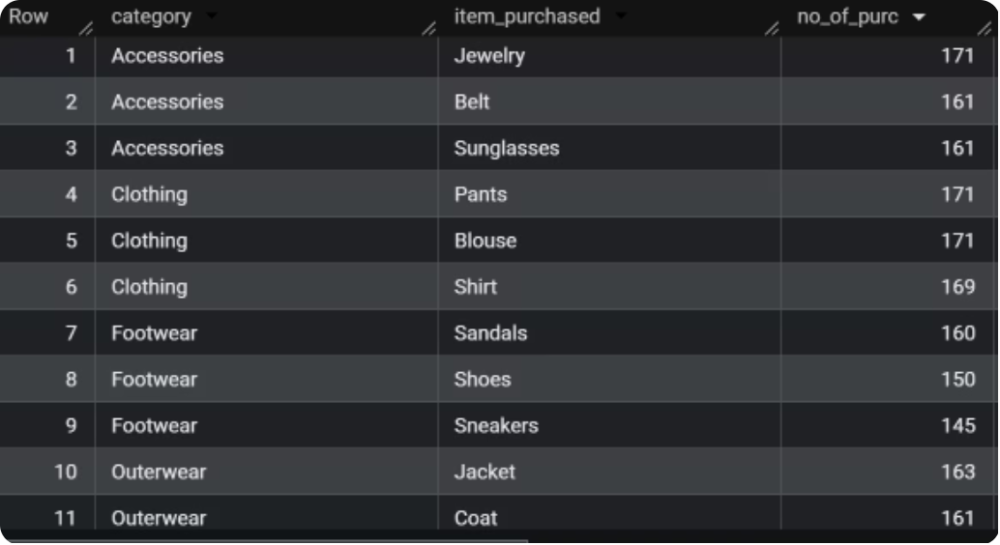 Row category item_purchased no_of_purc
1 Accessories Jewelry 171
2 Accessories Belt 161
3 Accessories Sunglasses 161
4 Clothing Pants 171
5 Clothing Blouse 171
6 Clothing Shirt 169
7 Footwear Sandals 160
8 Footwear Shoes 150
9 Footwear Sneakers 145
10 Outerwear Jacket 163
11 Outerwear Coat 161